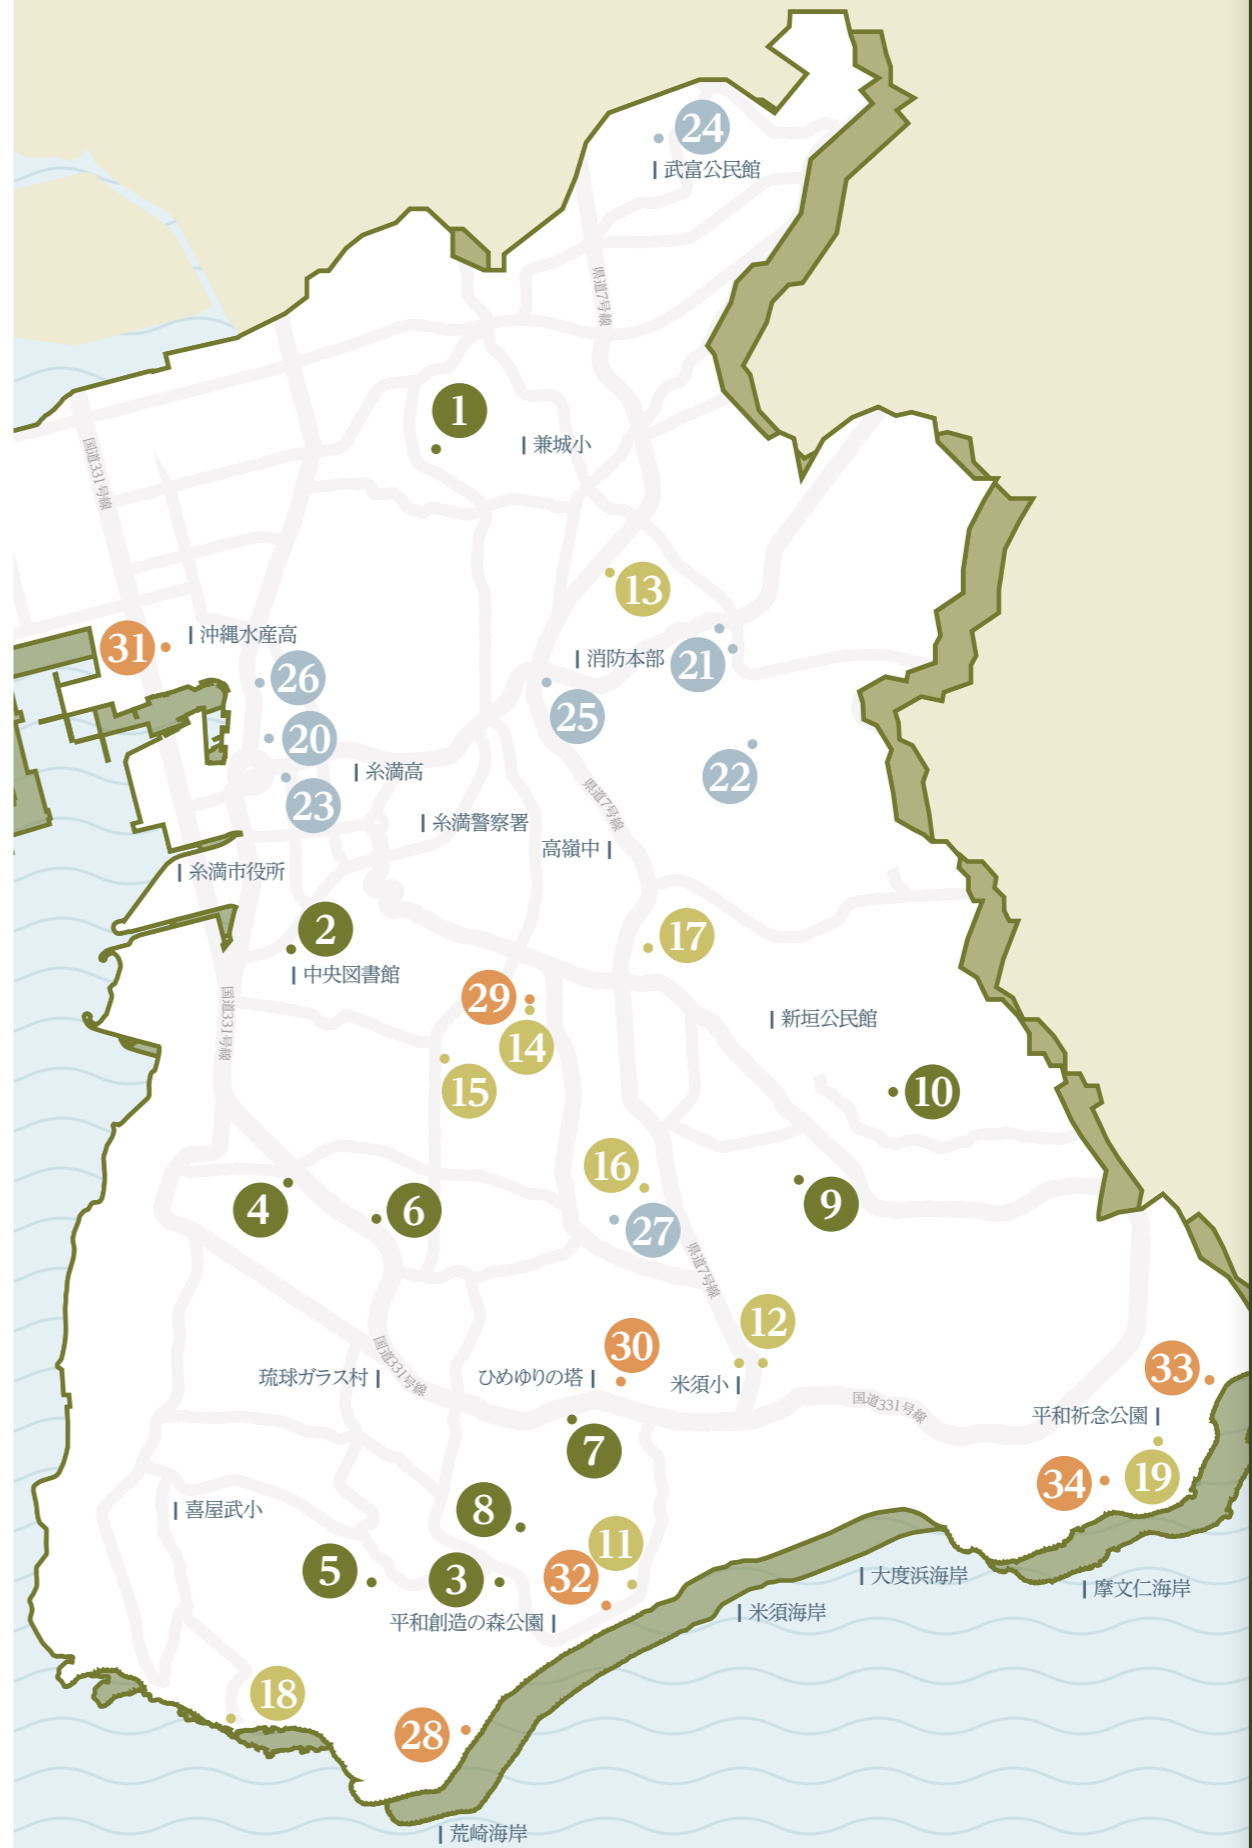 24
武富公民館
県道7号線
1
兼城小
国道331号線
13
31
沖縄水産高
消防本部
21
26
25
20
22
糸満高
23
県道7号線
糸満警察署
高嶺中
糸満市役所
2
17
中央図書館
29
国道331号線
新垣公民館
14
15
10
16
4
6
9
27
県道7号線
12
30
国道331号線
33
琉球ガラス村
ひめゆりの塔
米須小
国道331号線
平和祈念公園
7
34
19
8
喜屋武小
11
5
3
32
大度浜海岸
摩文仁海岸
米須海岸
平和創造の森公園
18
28
荒崎海岸